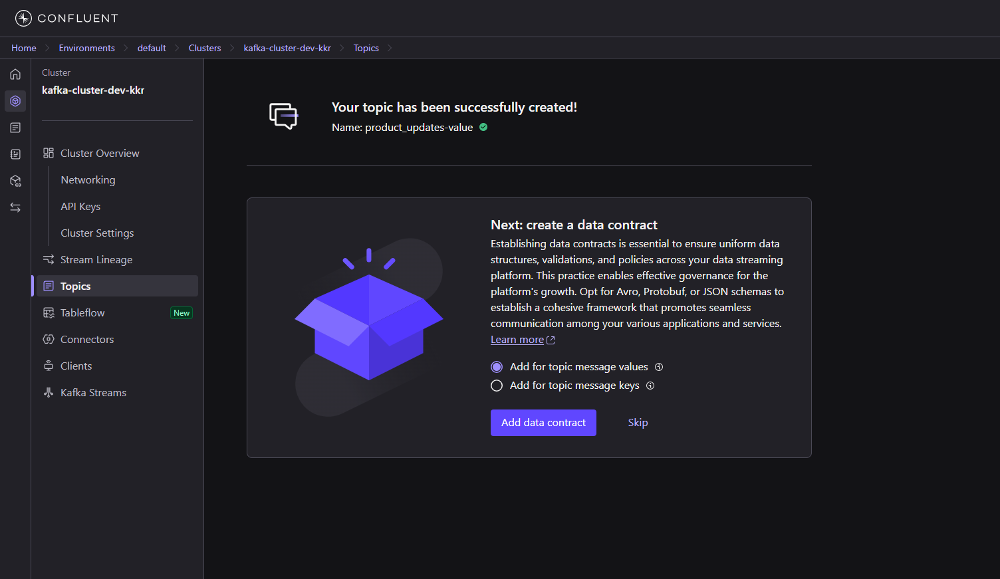 CONFLUENT
Home Environments default Clusters kafka-cluster-dev-kkr Topics
Cluster
kafka-cluster-dev-kkr
Cluster Overview
Networking
API Keys
Cluster Settings
Stream Lineage
Topics
Tableflow New
Connectors
Clients
Kafka Streams
Your topic has been successfully created!
Name: product_updates-value
Next: create a data contract
Establishing data contracts is essential to ensure uniform data
structures, validations, and policies across your data streaming
platform. This practice enables effective governance for the
platform's growth. Opt for Avro, Protobuf, or JSON schemas to
establish a cohesive framework that promotes seamless
communication among your various applications and services.
Learn more
Add for topic message values
Add for topic message keys
Add data contract Skip